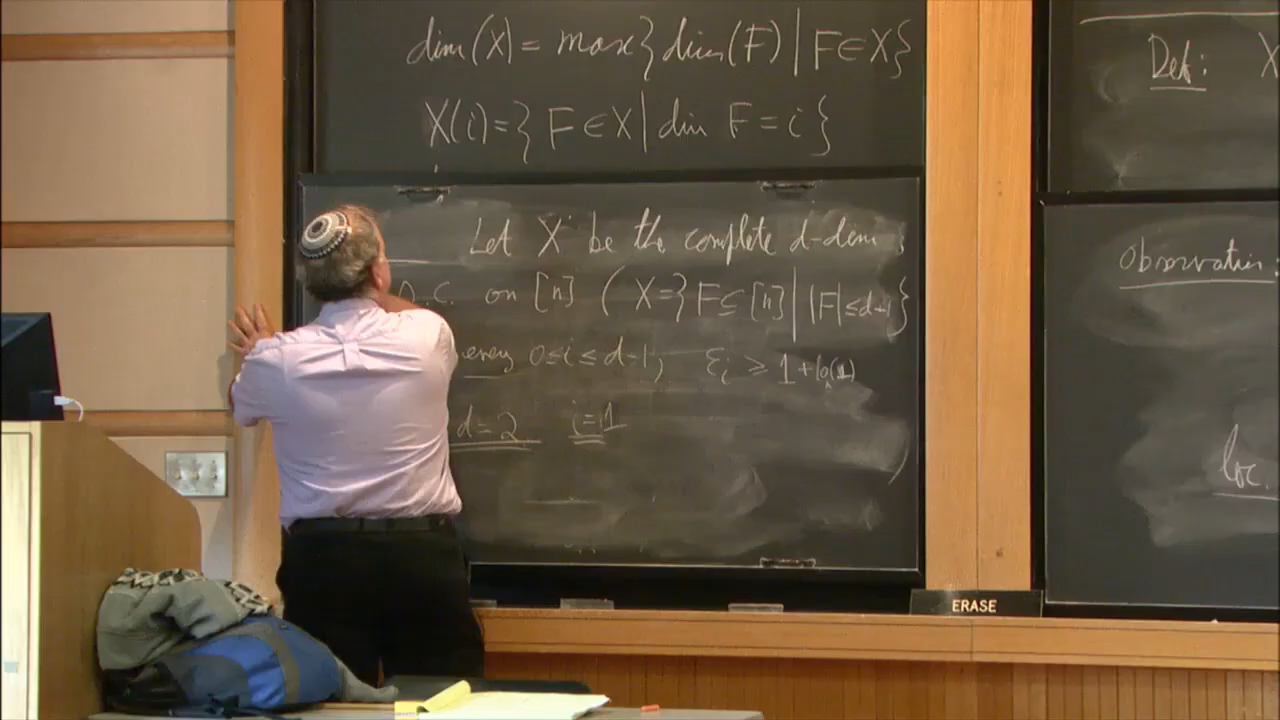 dim(X) = max{ dim(F) | F∈X}
X(i)={ F∈X | dim F = i }
Let X be the complete d-dim
S.C. on [n] ( X={ F⊆[n] | |F| ≤d+1 }
every 0≤i≤d-1, ε_i ≥ 1+o(1)
d=2 i=1
Def: X
Observation:
loc.
ERASE